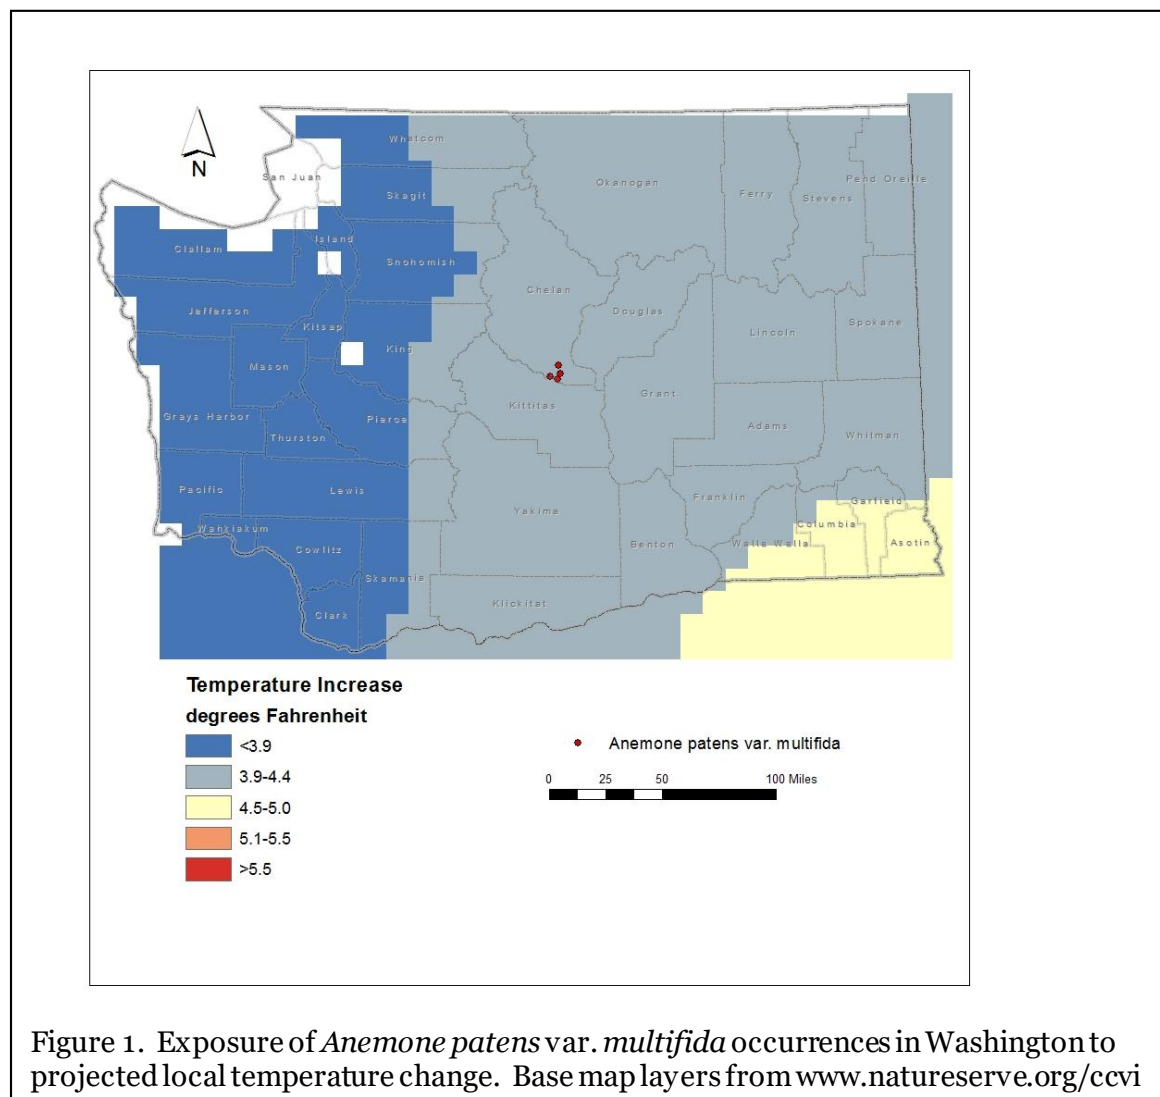 N
Whatcom
San Juan
Okanogan
Pend Oreille
Ferry
Stevens
Skagit
Island
Clallam
Snohomish
Chelan
Jefferson
Douglas
Kitsap
Lincoln
Spokane
King
Mason
Grant
Kittitas
Grays Harbor
Pierce
Adams
Thurston
Whitman
Pacific
Lewis
Franklin
Garfield
Yakima
Columbia
Wahkiakum
Walla Walla
Asotin
Cowlitz
Benton
Skamania
Klickitat
Clark
Temperature Increase
degrees Fahrenheit
<3.9
3.9-4.4
4.5-5.0
5.1-5.5
>5.5
Anemone patens var. multifida
0 25 50 100 Miles
Figure 1. Exposure of Anemone patens var. multifida occurrences in Washington to
projected local temperature change. Base map layers from www.natureserve.org/ccvi